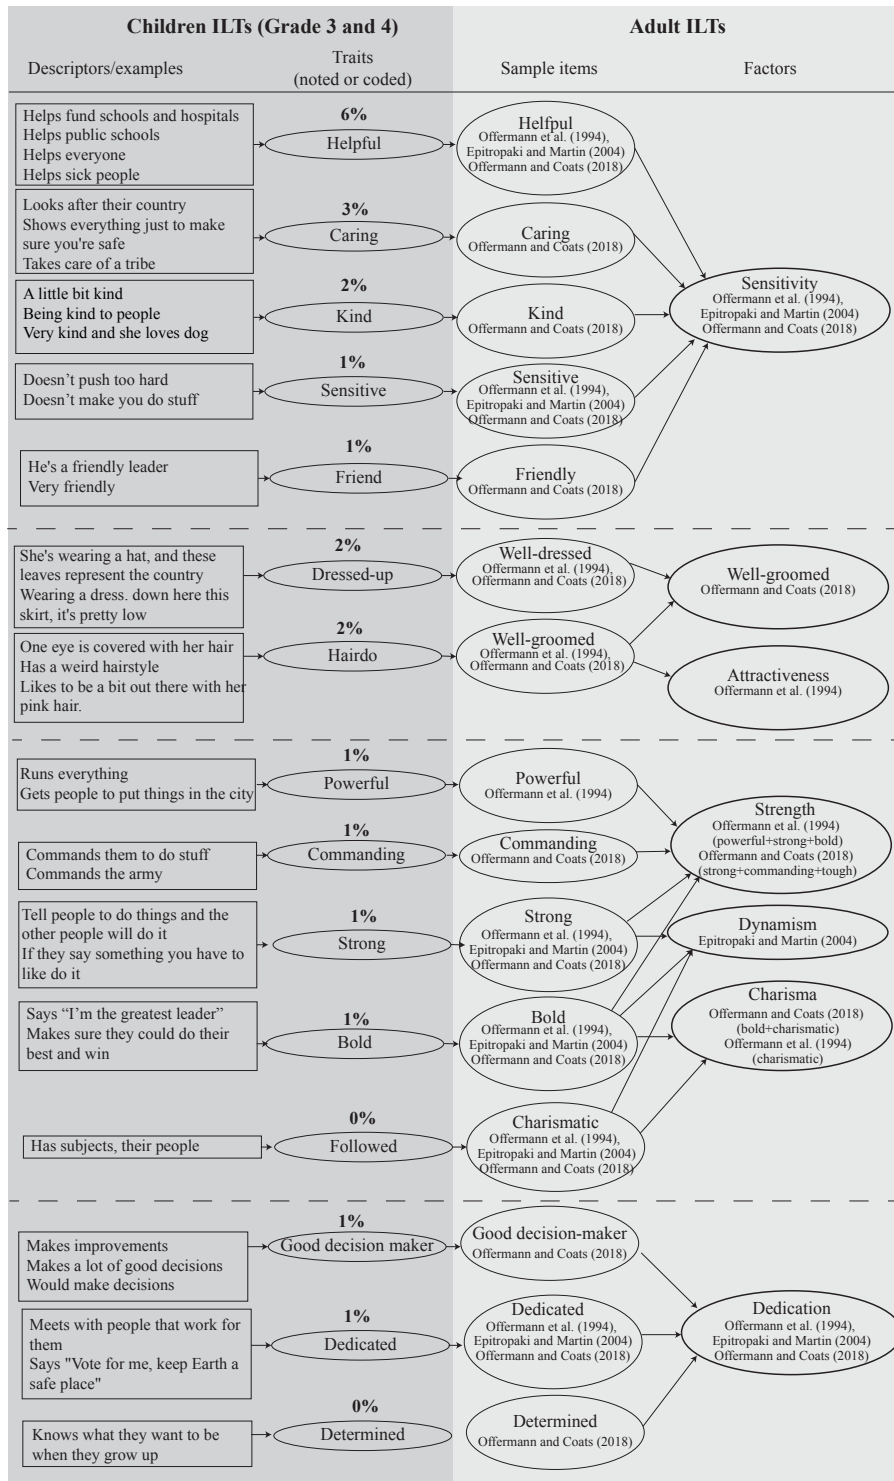 Children ILTs (Grade 3 and 4)
Adult ILTs
Descriptors/examples
Traits
(noted or coded)
Sample items
Factors
Helps fund schools and hospitals
Helps public schools
Helps everyone
Helps sick people
6%
Helpful
Helfpul
Offermann et al. (1994),
Epitropaki and Martin (2004)
Offermann and Coats (2018)
Looks after their country
Shows everything just to make
sure you're safe
Takes care of a tribe
3%
Caring
Caring
Offermann and Coats (2018)
A little bit kind
Being kind to people
Very kind and she loves dog
2%
Kind
Kind
Offermann and Coats (2018)
Sensitivity
Offermann et al. (1994),
Epitropaki and Martin (2004)
Offermann and Coats (2018)
Doesn’t push too hard
Doesn’t make you do stuff
1%
Sensitive
Sensitive
Offermann et al. (1994),
Epitropaki and Martin (2004)
Offermann and Coats (2018)
He's a friendly leader
Very friendly
1%
Friend
Friendly
Offermann and Coats (2018)
She's wearing a hat, and these
leaves represent the country
Wearing a dress. down here this
skirt, it's pretty low
2%
Dressed-up
Well-dressed
Offermann et al. (1994),
Offermann and Coats (2018)
Well-groomed
Offermann and Coats (2018)
One eye is covered with her hair
Has a weird hairstyle
Likes to be a bit out there with her
pink hair.
2%
Hairdo
Well-groomed
Offermann et al. (1994),
Offermann and Coats (2018)
Attractiveness
Offermann et al. (1994)
Runs everything
Gets people to put things in the city
1%
Powerful
Powerful
Offermann et al. (1994)
Strength
Offermann et al. (1994)
(powerful+strong+bold)
Offermann and Coats (2018)
(strong+commanding+tough)
Commands them to do stuff
Commands the army
1%
Commanding
Commanding
Offermann and Coats (2018)
Tell people to do things and the
other people will do it
If they say something you have to
like do it
1%
Strong
Strong
Offermann et al. (1994),
Epitropaki and Martin (2004)
Offermann and Coats (2018)
Dynamism
Epitropaki and Martin (2004)
Says “I’m the greatest leader”
Makes sure they could do their
best and win
1%
Bold
Bold
Offermann et al. (1994),
Epitropaki and Martin (2004)
Offermann and Coats (2018)
Charisma
Offermann and Coats (2018)
(bold+charismatic)
Offermann et al. (1994)
(charismatic)
Has subjects, their people
0%
Followed
Charismatic
Offermann et al. (1994),
Epitropaki and Martin (2004)
Offermann and Coats (2018)
Makes improvements
Makes a lot of good decisions
Would make decisions
1%
Good decision maker
Good decision-maker
Offermann and Coats (2018)
Meets with people that work for
them
Says "Vote for me, keep Earth a
safe place"
1%
Dedicated
Dedicated
Offermann et al. (1994),
Epitropaki and Martin (2004)
Offermann and Coats (2018)
Dedication
Offermann et al. (1994),
Epitropaki and Martin (2004)
Offermann and Coats (2018)
Knows what they want to be
when they grow up
0%
Determined
Determined
Offermann and Coats (2018)